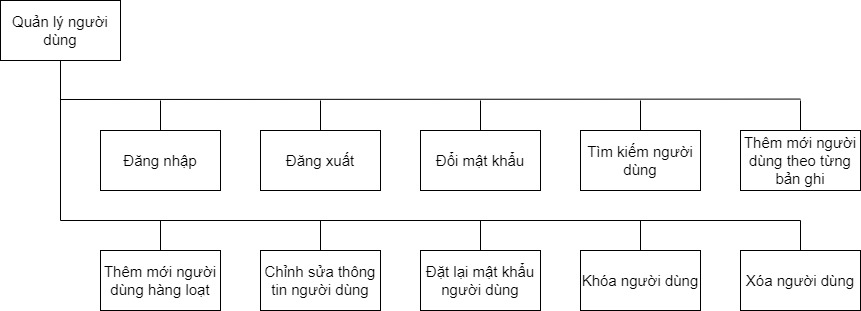 Quản lý người
dùng
Đăng nhập
Đăng xuất
Đổi mật khẩu
Tìm kiếm người
dùng
Thêm mới người
dùng theo từng
bản ghi
Thêm mới người
dùng hàng loạt
Chỉnh sửa thông
tin người dùng
Đặt lại mật khẩu
người dùng
Khóa người dùng
Xóa người dùng